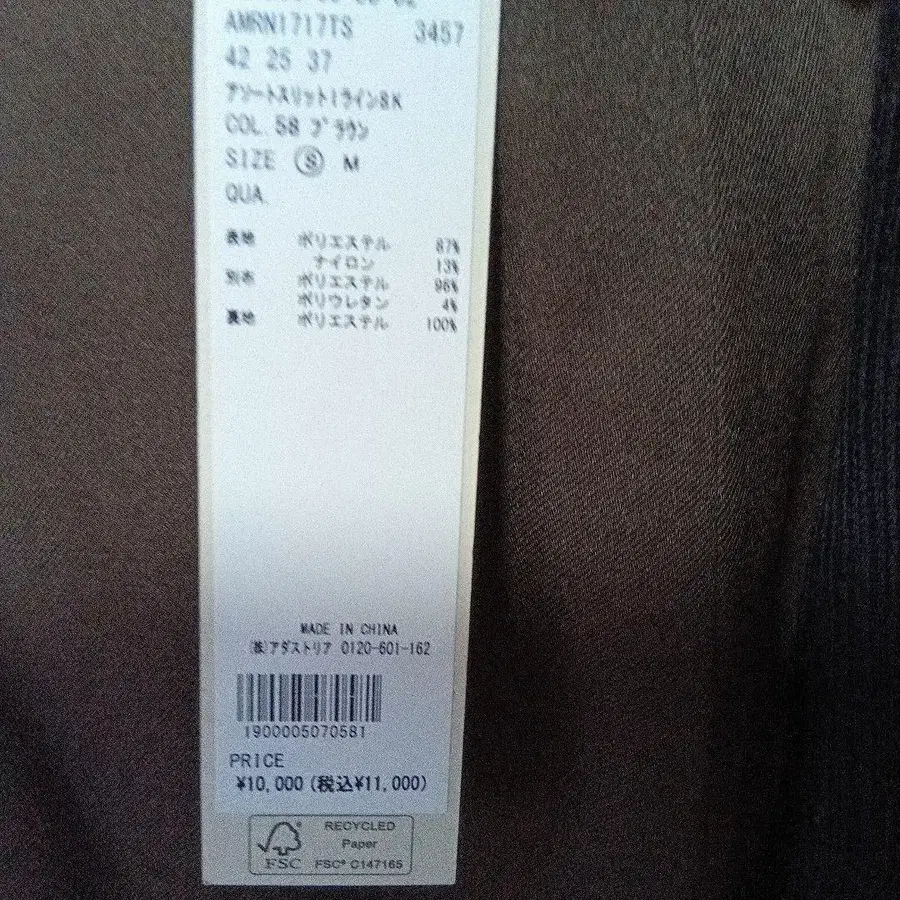 AMRN1717TS 3457
42 25 37
アソートスリットIラインSK
COL. 58 ブラウン
SIZE Ⓢ M
QUA.
表地 ポリエステル 87%
ナイロン 13%
別布 ポリエステル 96%
ポリウレタン 4%
裏地 ポリエステル 100%
MADE IN CHINA
(株)アダストリア 0120-601-162
1900005070581
PRICE
¥10,000 (税込¥11,000)
RECYCLED
Paper
FSC
FSC® C147165